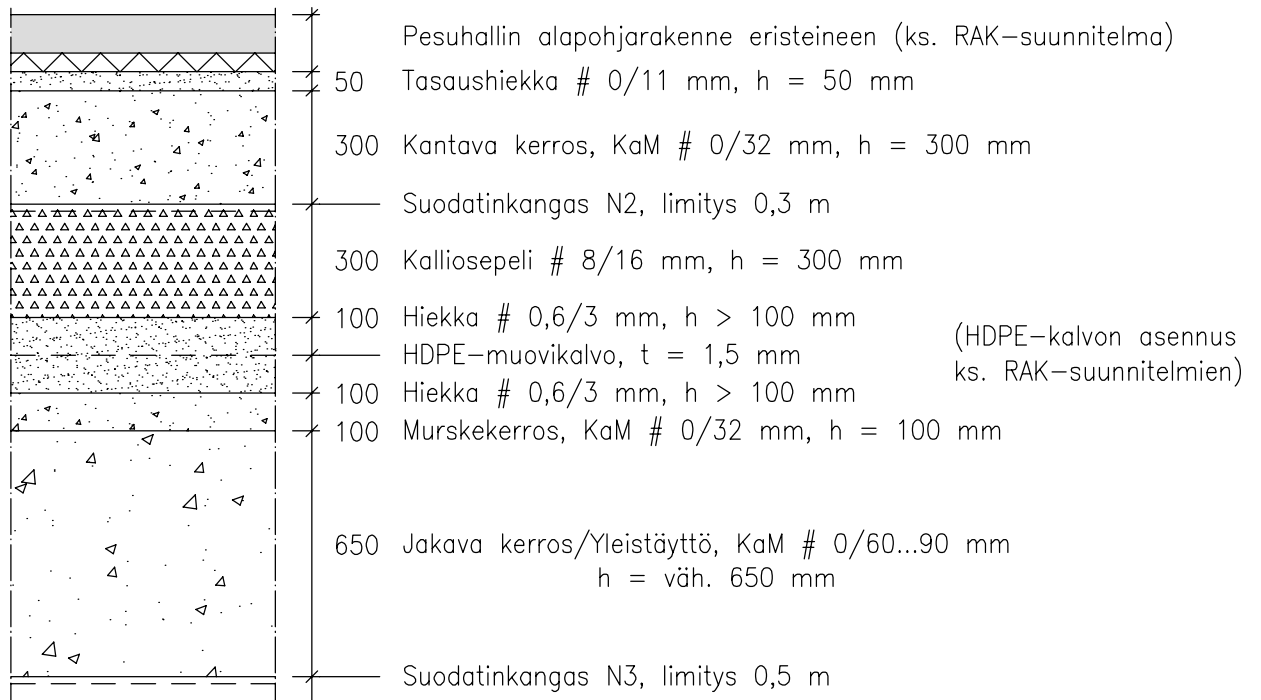 Pesuhallin alapohjarakenne eristeineen (ks. RAK-suunnitelma)
50 Tasaushiekka # 0/11 mm, h = 50 mm
300 Kantava kerros, KaM # 0/32 mm, h = 300 mm
Suodatinkangas N2, limitys 0,3 m
300 Kalliosepeli # 8/16 mm, h = 300 mm
100 Hiekka # 0,6/3 mm, h > 100 mm
HDPE-muovikalvo, t = 1,5 mm
(HDPE-kalvon asennus
ks. RAK-suunnitelmien)
100 Hiekka # 0,6/3 mm, h > 100 mm
100 Murskekerros, KaM # 0/32 mm, h = 100 mm
650 Jakava kerros/Yleistäyttö, KaM # 0/60...90 mm
h = väh. 650 mm
Suodatinkangas N3, limitys 0,5 m